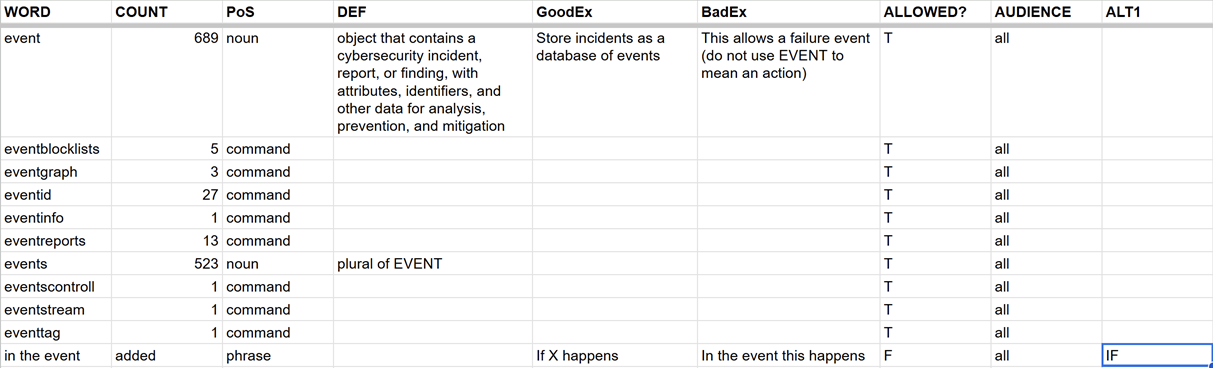 WORD COUNT PoS DEF GoodEx BadEx ALLOWED? AUDIENCE ALT1
event 689 noun object that contains a Store incidents as a This allows a failure event T all
cybersecurity incident, database of events (do not use EVENT to
report, or finding, with mean an action)
attributes, identifiers, and
other data for analysis,
prevention, and mitigation
eventblocklists 5 command T all
eventgraph 3 command T all
eventid 27 command T all
eventinfo 1 command T all
eventreports 13 command T all
events 523 noun plural of EVENT T all
eventscontroll 1 command T all
eventstream 1 command T all
eventtag 1 command T all
in the event added phrase If X happens In the event this happens F all IF